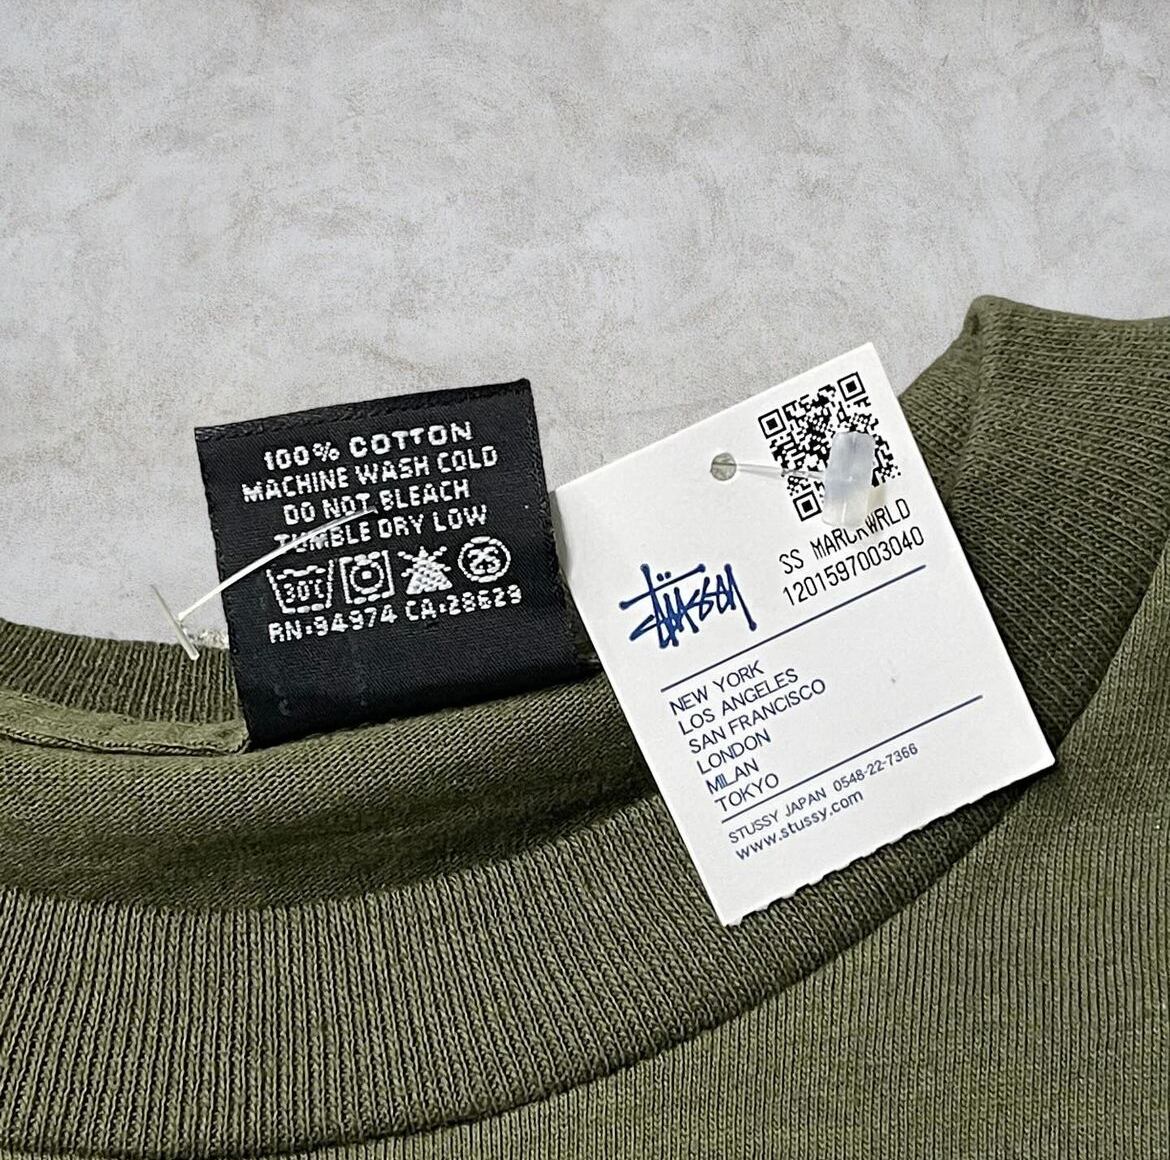 100% COTTON
MACHINE WASH COLD
DO NOT BLEACH
TUMBLE DRY LOW
30°C
RN:94974 CA:28629
SS
1201597003040
Stüssy
NEW YORK
LOS ANGELES
SAN FRANCISCO
LONDON
MILAN
TOKYO
STUSSY JAPAN 0548-22-7366
www.stussy.com